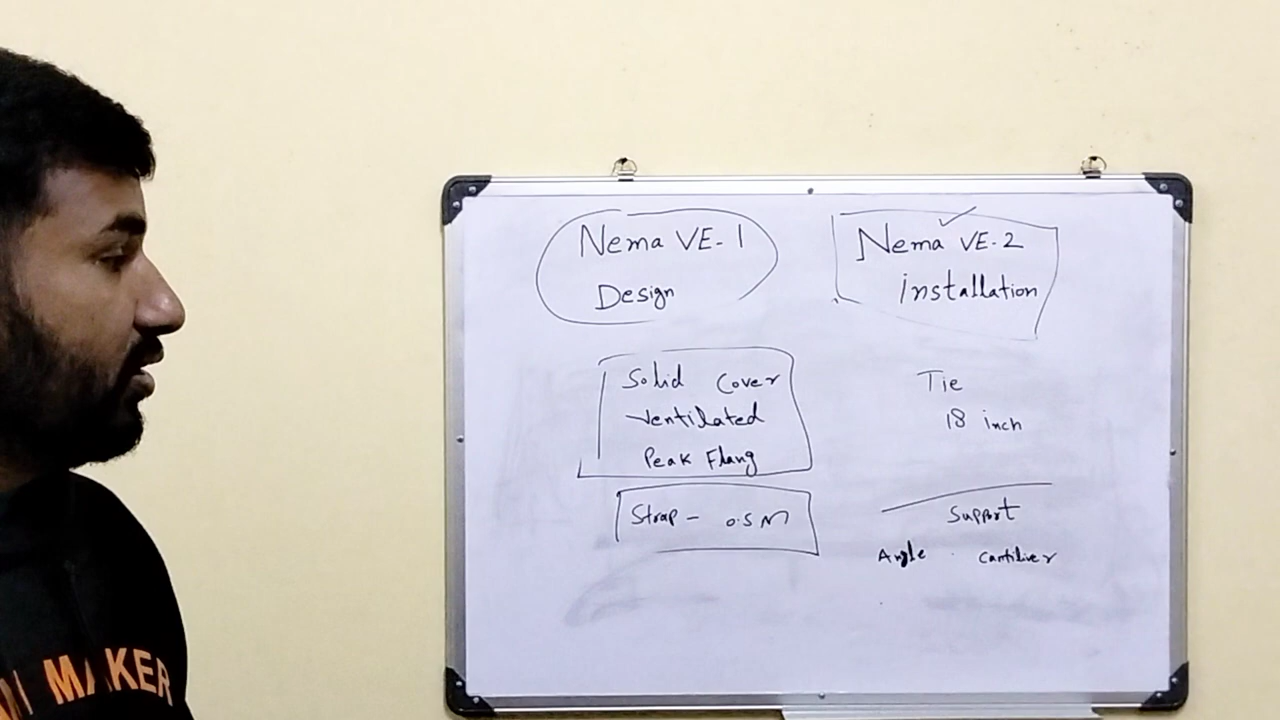 Nema VE-1
Design
Nema VE-2
installation
Solid Cover
Ventilated
Peak Flang
Strap - 0.5 M
Tie
18 inch
Support
Angle Cantiliver
MAKER